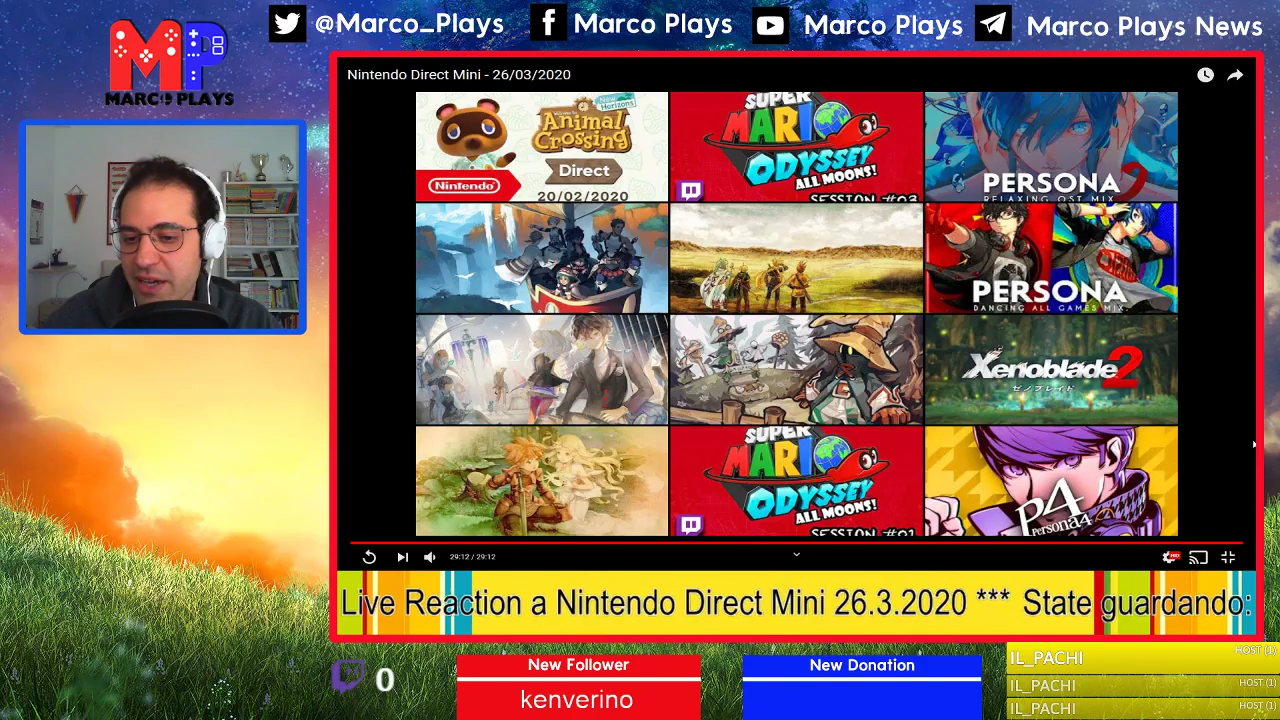 MP
MARCO PLAYS
@Marco_Plays
Marco Plays
Marco Plays
Marco Plays News
Nintendo Direct Mini - 26/03/2020
New Horizons
Animal Crossing
Direct
Nintendo
20/02/2020
SUPER
MARIO
ODYSSEY
ALL MOONS!
SESSION #03
PERSONA
RELAXING OST MIX
PERSONA
DANCING ALL GAMES MIX
Xenoblade 2
ゼノブレイド
SUPER
MARIO
ODYSSEY
ALL MOONS!
SESSION #01
P4
Persona4
29:12 / 29:12
HD
Live Reaction a Nintendo Direct Mini 26.3.2020 *** State guardando:
0
New Follower
kenverino
New Donation
IL_PACHI HOST (1)
IL_PACHI HOST (1)
IL_PACHI HOST (1)